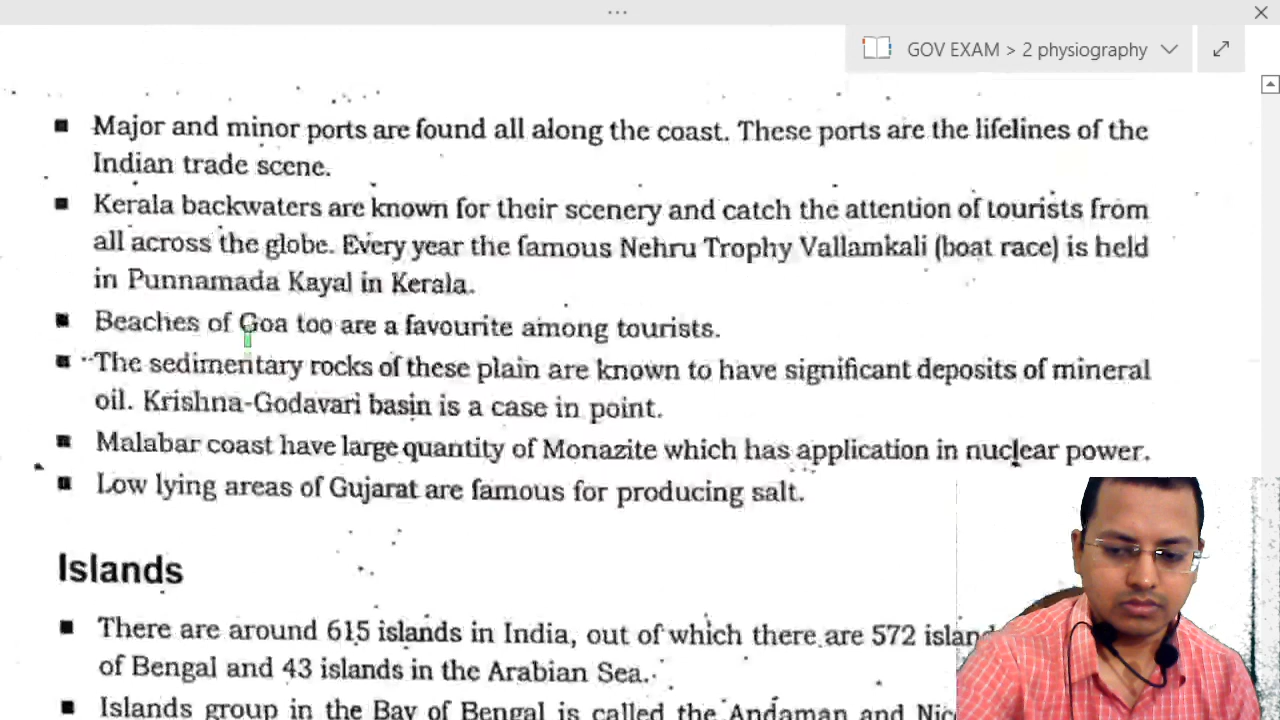 GOV EXAM > 2 physiography
■ Major and minor ports are found all along the coast. These ports are the lifelines of the
Indian trade scene.
■ Kerala backwaters are known for their scenery and catch the attention of tourists from
all across the globe. Every year the famous Nehru Trophy Vallamkali (boat race) is held
in Punnamada Kayal in Kerala.
■ Beaches of Goa too are a favourite among tourists.
■ The sedimentary rocks of these plain are known to have significant deposits of mineral
oil. Krishna-Godavari basin is a case in point.
■ Malabar coast have large quantity of Monazite which has application in nuclear power.
■ Low lying areas of Gujarat are famous for producing salt.
Islands
■ There are around 615 islands in India, out of which there are 572
of Bengal and 43 islands in the Arabian Sea.
■ Islands group in the Bay of Bengal is called the Andaman and